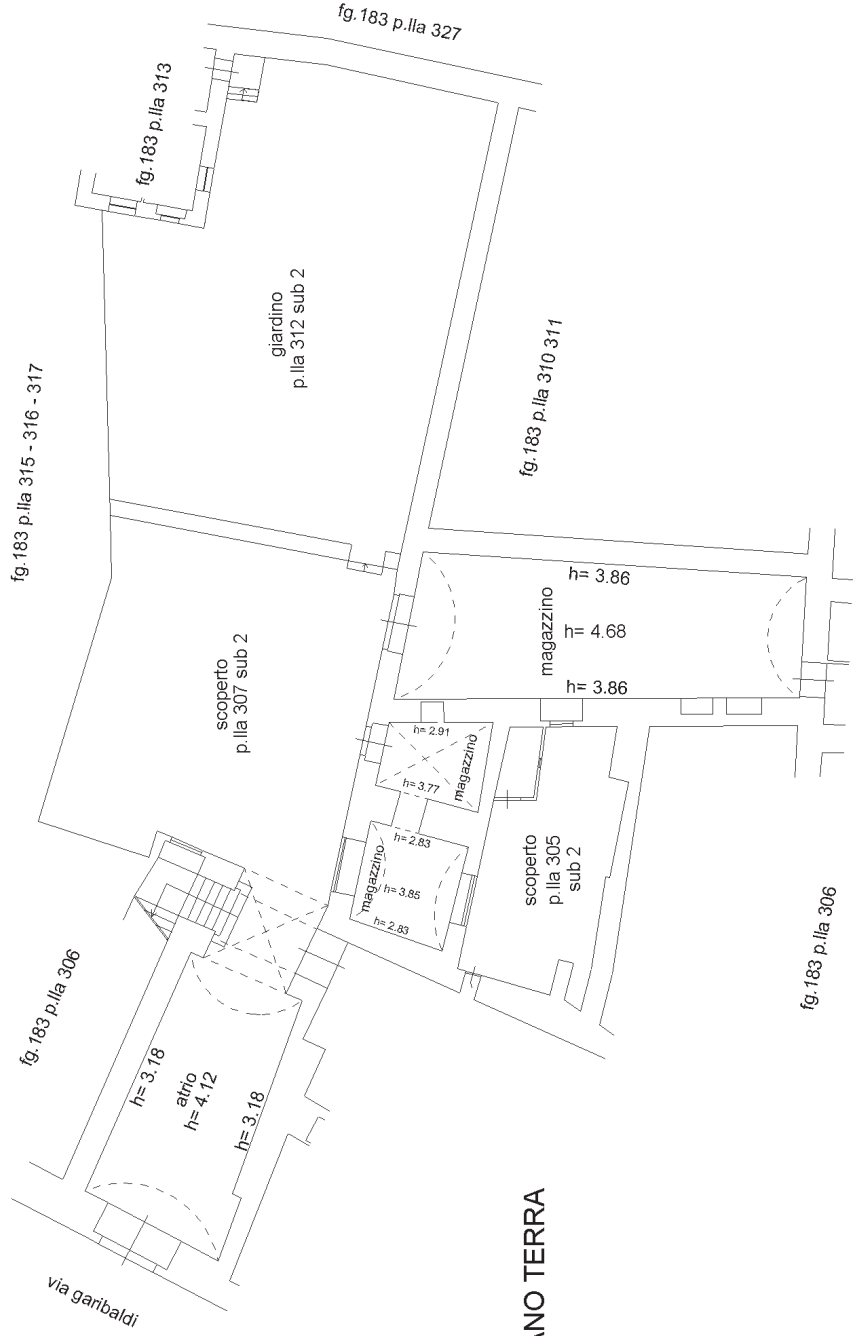 fg.183 p.lla 327
fg.183 p.lla 313
giardino
p.lla 312 sub 2
fg.183 p.lla 315 - 316 - 317
fg.183 p.lla 310 311
scoperto
p.lla 307 sub 2
h= 3.86
magazzino
h= 4.68
h= 3.86
h= 2.91
magazzino
h= 3.77
h= 2.83
magazzino
h= 3.85
h= 2.83
scoperto
p.lla 305
sub 2
fg.183 p.lla 306
fg.183 p.lla 306
h= 3.18
atrio
h= 4.12
h= 3.18
via garibaldi
TERRA